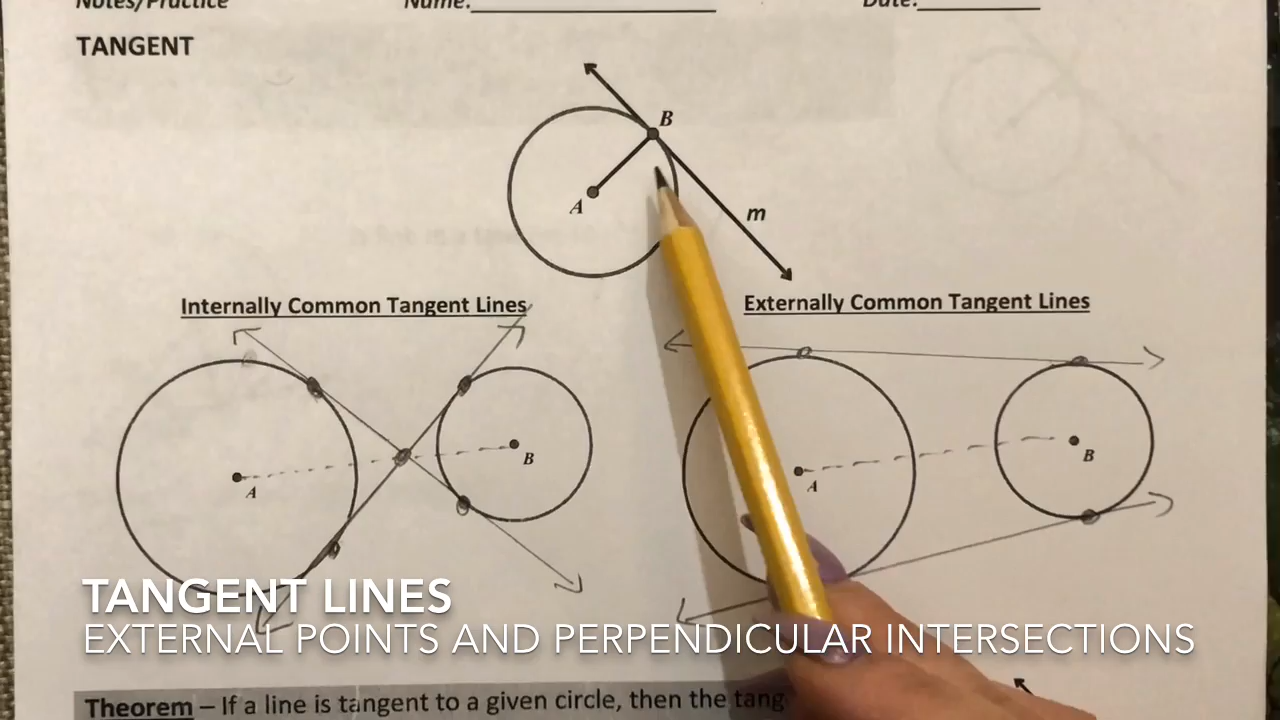 Notes/Practice Name: Date:
TANGENT
B
A
m
Internally Common Tangent Lines
Externally Common Tangent Lines
A
B
A
B
TANGENT LINES
EXTERNAL POINTS AND PERPENDICULAR INTERSECTIONS
Theorem – If a line is tangent to a given circle, then the tang